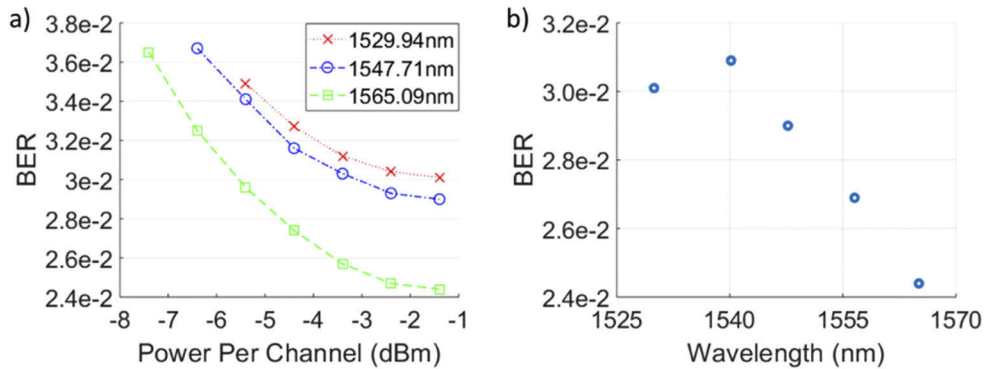 a)
3.8e-2
3.6e-2
3.4e-2
3.2e-2
3e-2
2.8e-2
2.6e-2
2.4e-2
BER
-8 -7 -6 -5 -4 -3 -2 -1
Power Per Channel (dBm)
1529.94nm
1547.71nm
1565.09nm
b)
3.2e-2
3.0e-2
2.8e-2
2.6e-2
2.4e-2
BER
1525 1540 1555 1570
Wavelength (nm)